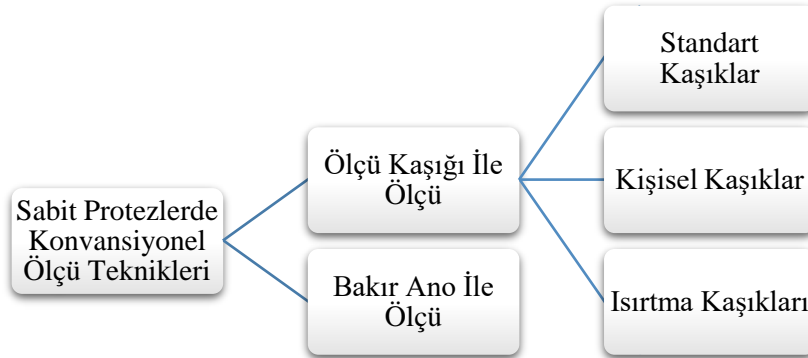 Sabit Protezlerde
Konvansiyonel
Ölçü Teknikleri
Ölçü Kaşığı İle
Ölçü
Bakır Ano İle
Ölçü
Standart
Kaşıklar
Kişisel Kaşıklar
Isırtma Kaşıkları